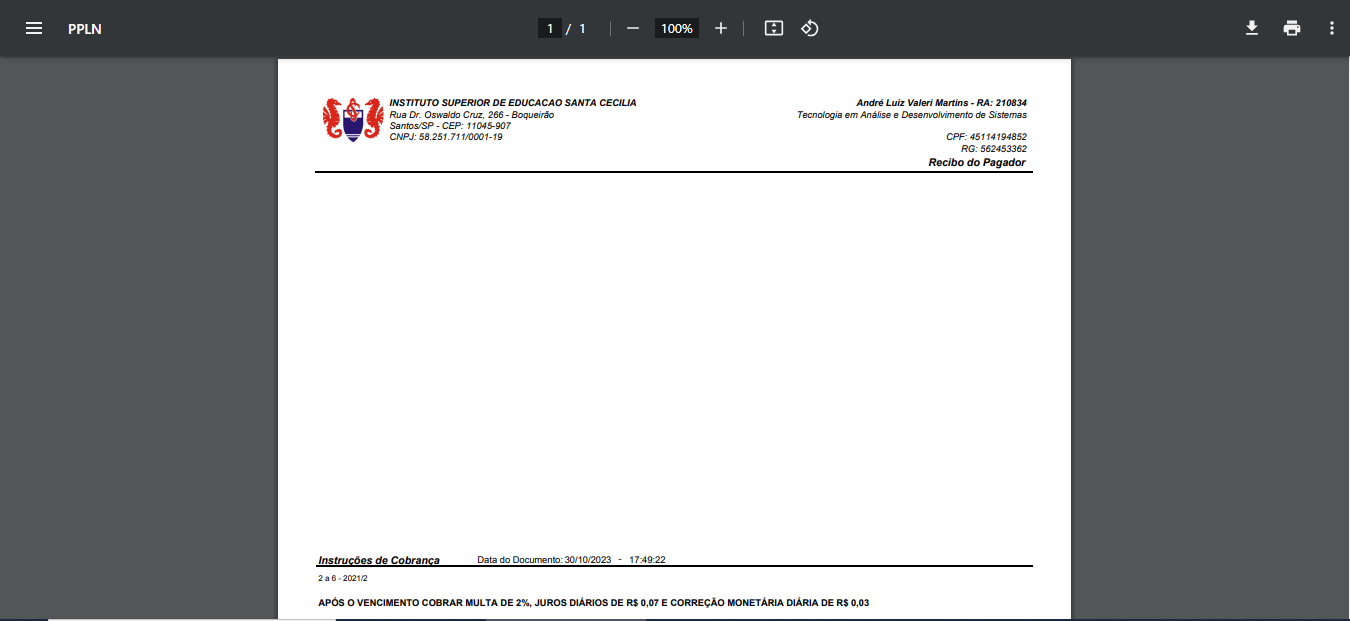 PPLN
1 / 1
100%
INSTITUTO SUPERIOR DE EDUCACAO SANTA CECILIA
Rua Dr. Oswaldo Cruz, 266 - Boqueirão
Santos/SP - CEP: 11045-907
CNPJ: 58.251.711/0001-19
André Luiz Valeri Martins - RA: 210834
Tecnologia em Análise e Desenvolvimento de Sistemas
CPF: 45114194852
RG: 562453362
Recibo do Pagador
Instruções de Cobrança Data do Documento: 30/10/2023 - 17:49:22
2 a 6 - 2021/2
APÓS O VENCIMENTO COBRAR MULTA DE 2%, JUROS DIÁRIOS DE R$ 0,07 E CORREÇÃO MONETÁRIA DIÁRIA DE R$ 0,03